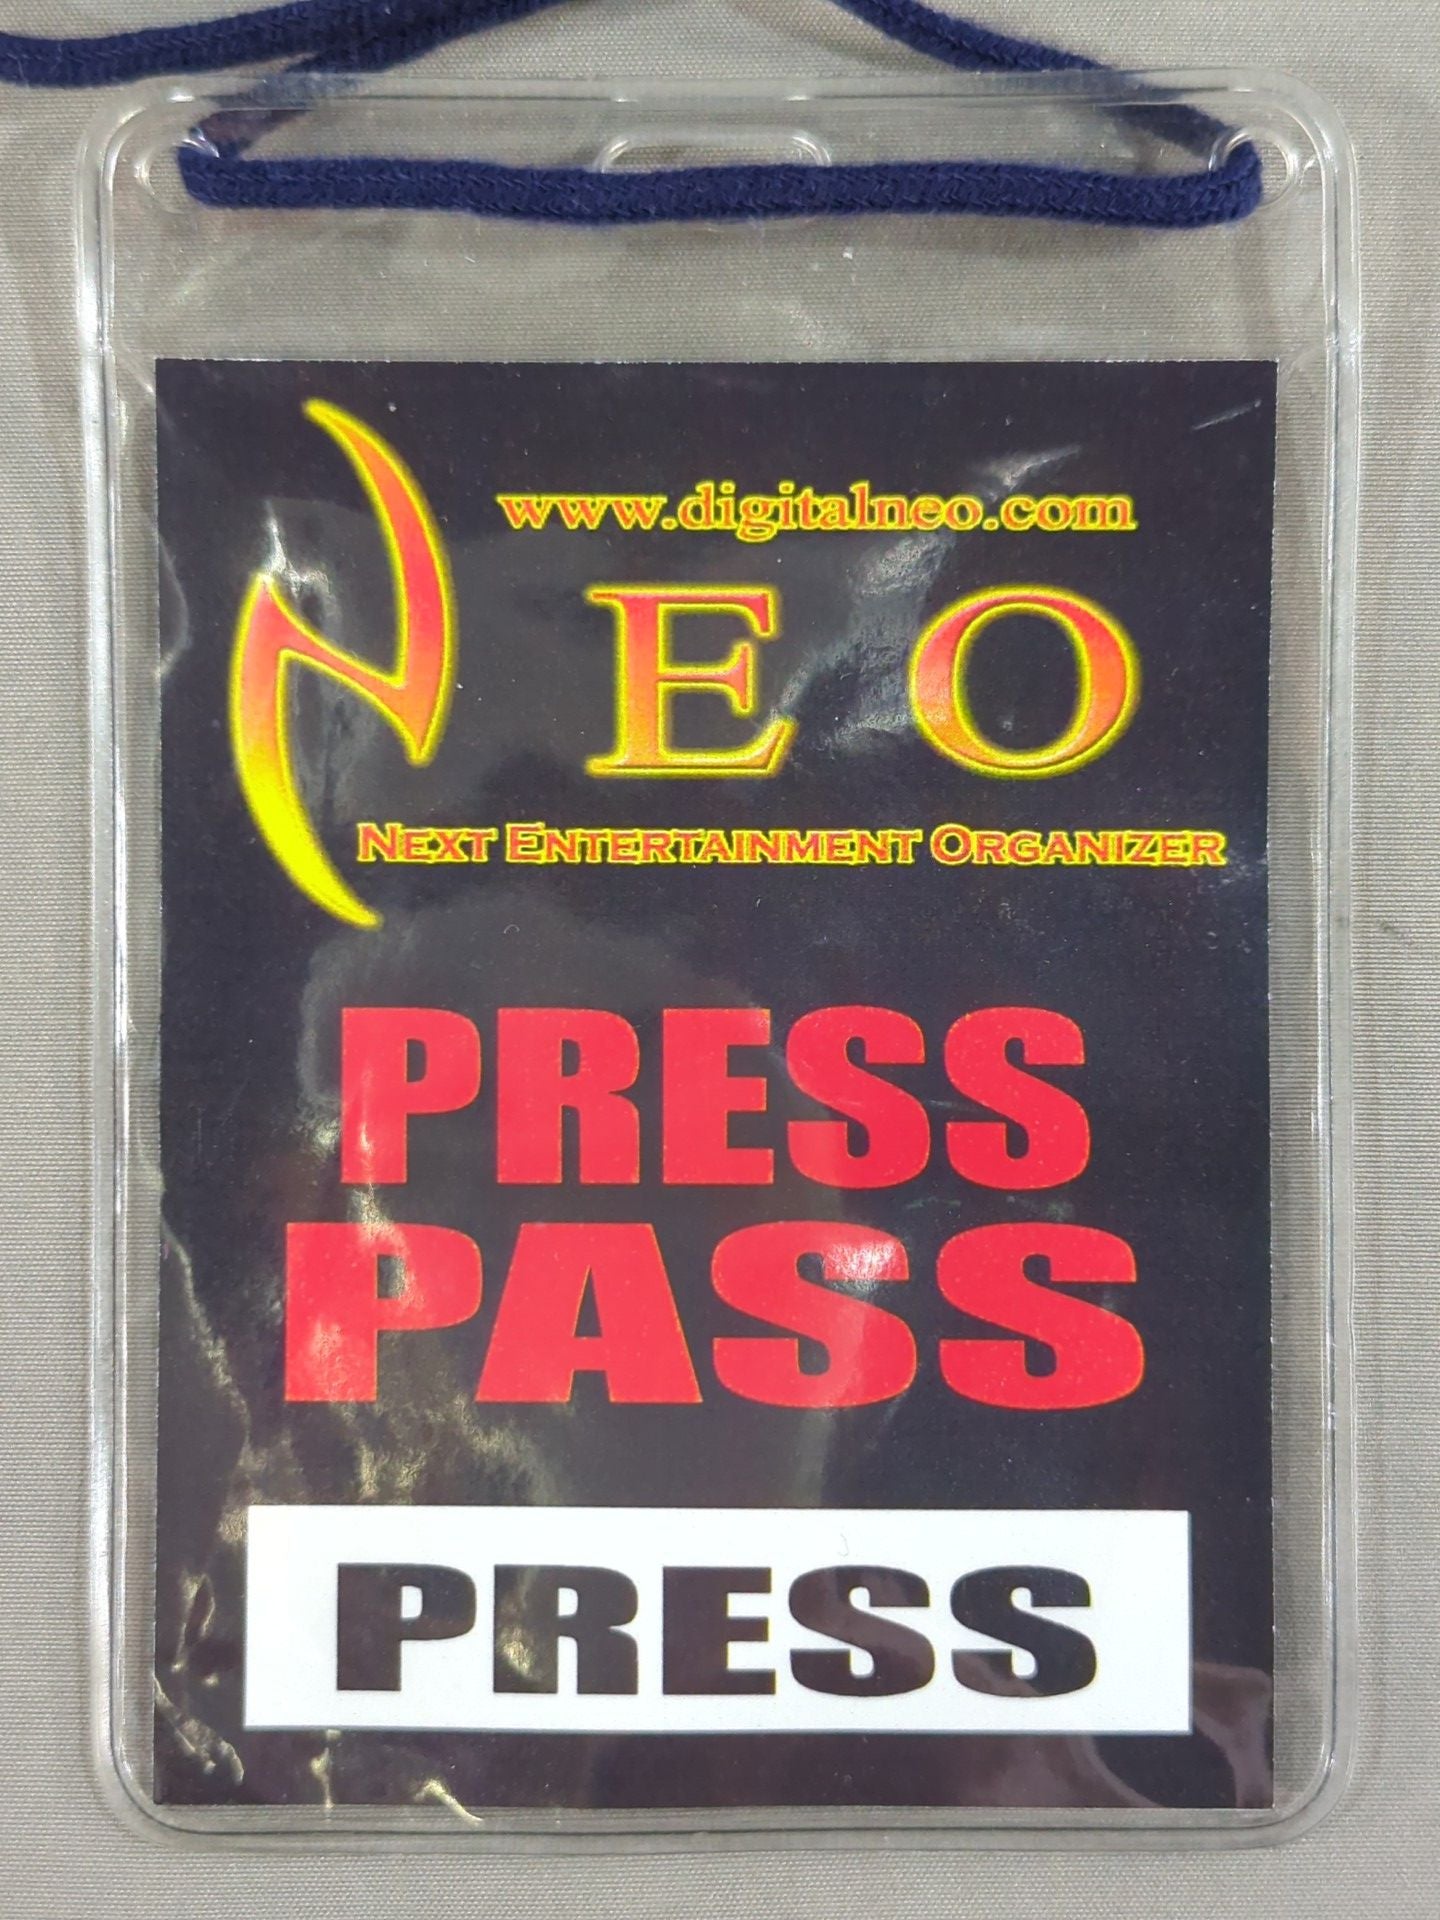 www.digitalneo.com
NEO
NEXT ENTERTAINMENT ORGANIZER
PRESS
PASS
PRESS